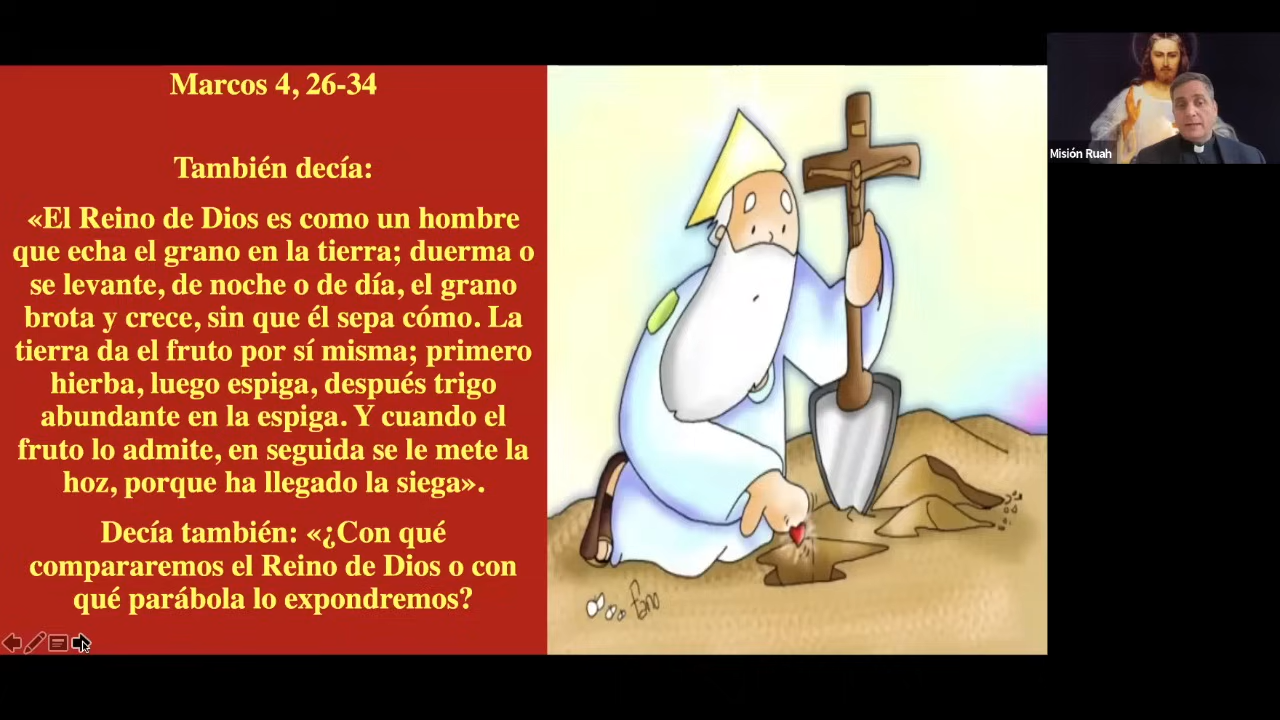 Marcos 4, 26-34
También decía:
«El Reino de Dios es como un hombre
que echa el grano en la tierra; duerma o
se levante, de noche o de día, el grano
brota y crece, sin que él sepa cómo. La
tierra da el fruto por sí misma; primero
hierba, luego espiga, después trigo
abundante en la espiga. Y cuando el
fruto lo admite, en seguida se le mete la
hoz, porque ha llegado la siega».
Decía también: «¿Con qué
compararemos el Reino de Dios o con
qué parábola lo expondremos?
fano
Misión Ruah